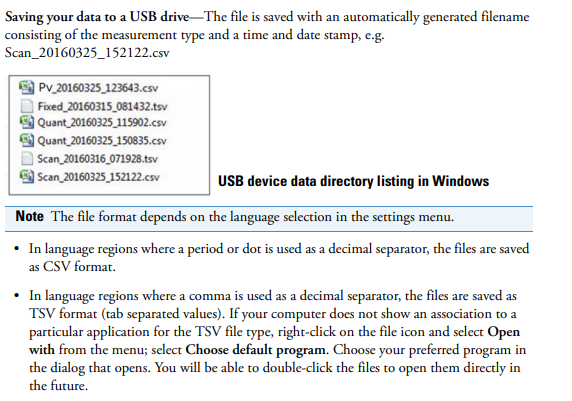 Saving your data to a USB drive—The file is saved with an automatically generated filename
consisting of the measurement type and a time and date stamp, e.g.
Scan_20160325_152122.csv
Pv_20160325_123643.csv
Fixed_20160315_081432.tsv
Quant_20160325_115902.csv
Quant_20160325_150835.csv
Scan_20160316_071928.tsv
Scan_20160325_152122.csv
USB device data directory listing in Windows
Note The file format depends on the language selection in the settings menu.
• In language regions where a period or dot is used as a decimal separator, the files are saved
as CSV format.
• In language regions where a comma is used as a decimal separator, the files are saved as
TSV format (tab separated values). If your computer does not show an association to a
particular application for the TSV file type, right-click on the file icon and select Open
with from the menu; select Choose default program. Choose your preferred program in
the dialog that opens. You will be able to double-click the files to open them directly in
the future.